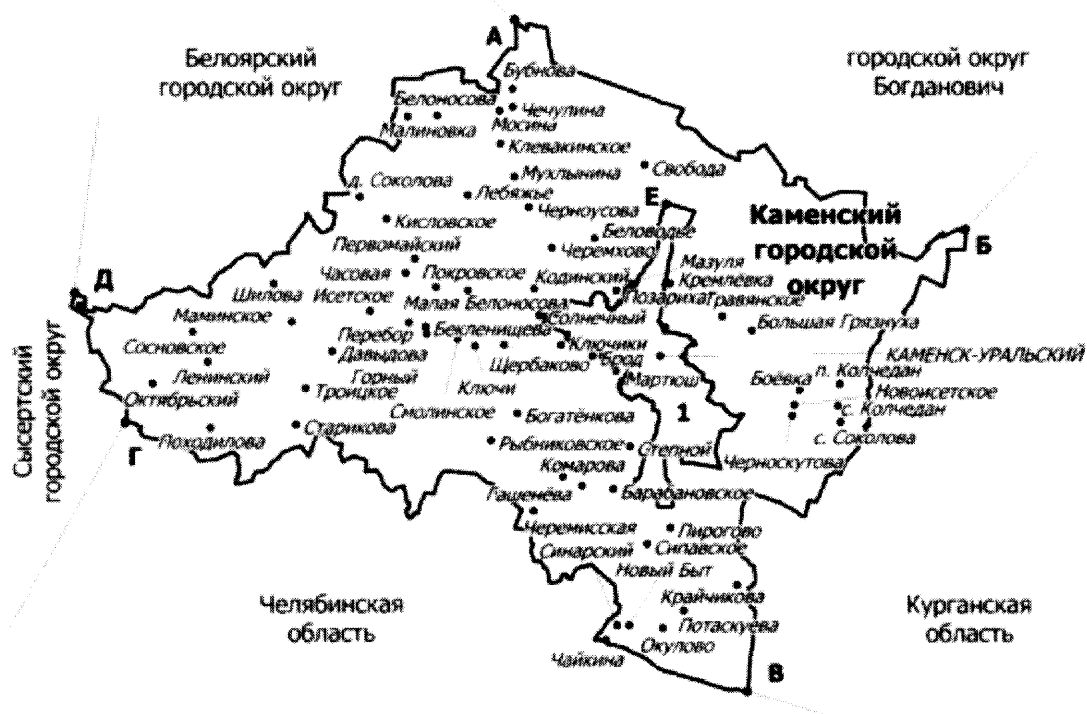 А
Белоярский
городской округ
городской округ
Богданович
Бубнова
Белоносова
Чечулина
Малиновка
Мосина
Клевакинское
Свобода
Мухлынина
д. Соколова
Лебяжье
Е
Каменский
городской
округ
Черноусова
Кисловское
Беловодье
Б
Первомайский
Черемхово
Мазуля
Часовая
Покровское
Кодинский
Кремлёвка
Д
Шилова
Исетское
Малая Белоносова
Позариха
Травянское
Маминское
Солнечный
Большая Грязнуха
Перебор
Бекленищева
Сосновское
Давыдова
Ключики
Щербаково
Брод
КАМЕНСК-УРАЛЬСКИЙ
Ленинский
Горный
Мартюш
Боёвка
п. Колчедан
Троицкое
Ключи
Новоисетское
Октябрьский
Смолинское
Богатёнкова
1
с. Колчедан
Сысертский
городской округ
Г
Походилова
Старикова
Рыбниковское
Степной
с. Соколова
Комарова
Черноскутова
Гашенёва
Барабановское
Черемисская
Пирогово
Синарский
Сипавское
Новый Быт
Челябинская
область
Крайчикова
Курганская
область
Потаскуева
Чайкина
Окулово
В